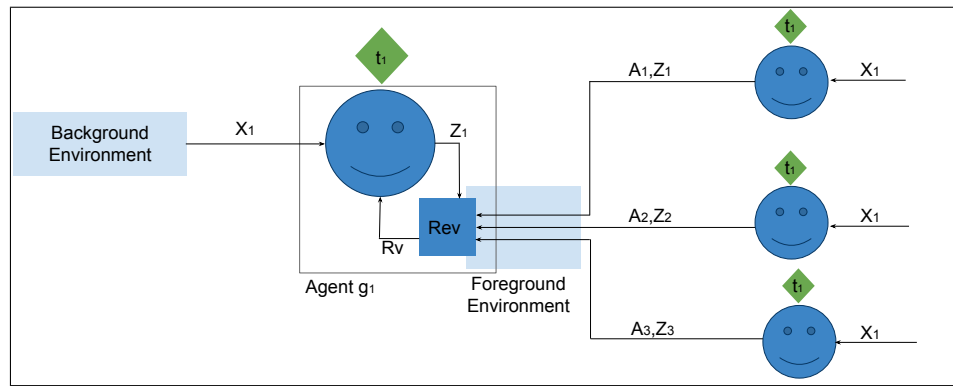 t₁
t₁
A₁,Z₁
X₁
Background
Environment
X₁
Z₁
t₁
Rev
A₂,Z₂
X₁
Rv
Agent g₁
Foreground
Environment
t₁
A₃,Z₃
X₁